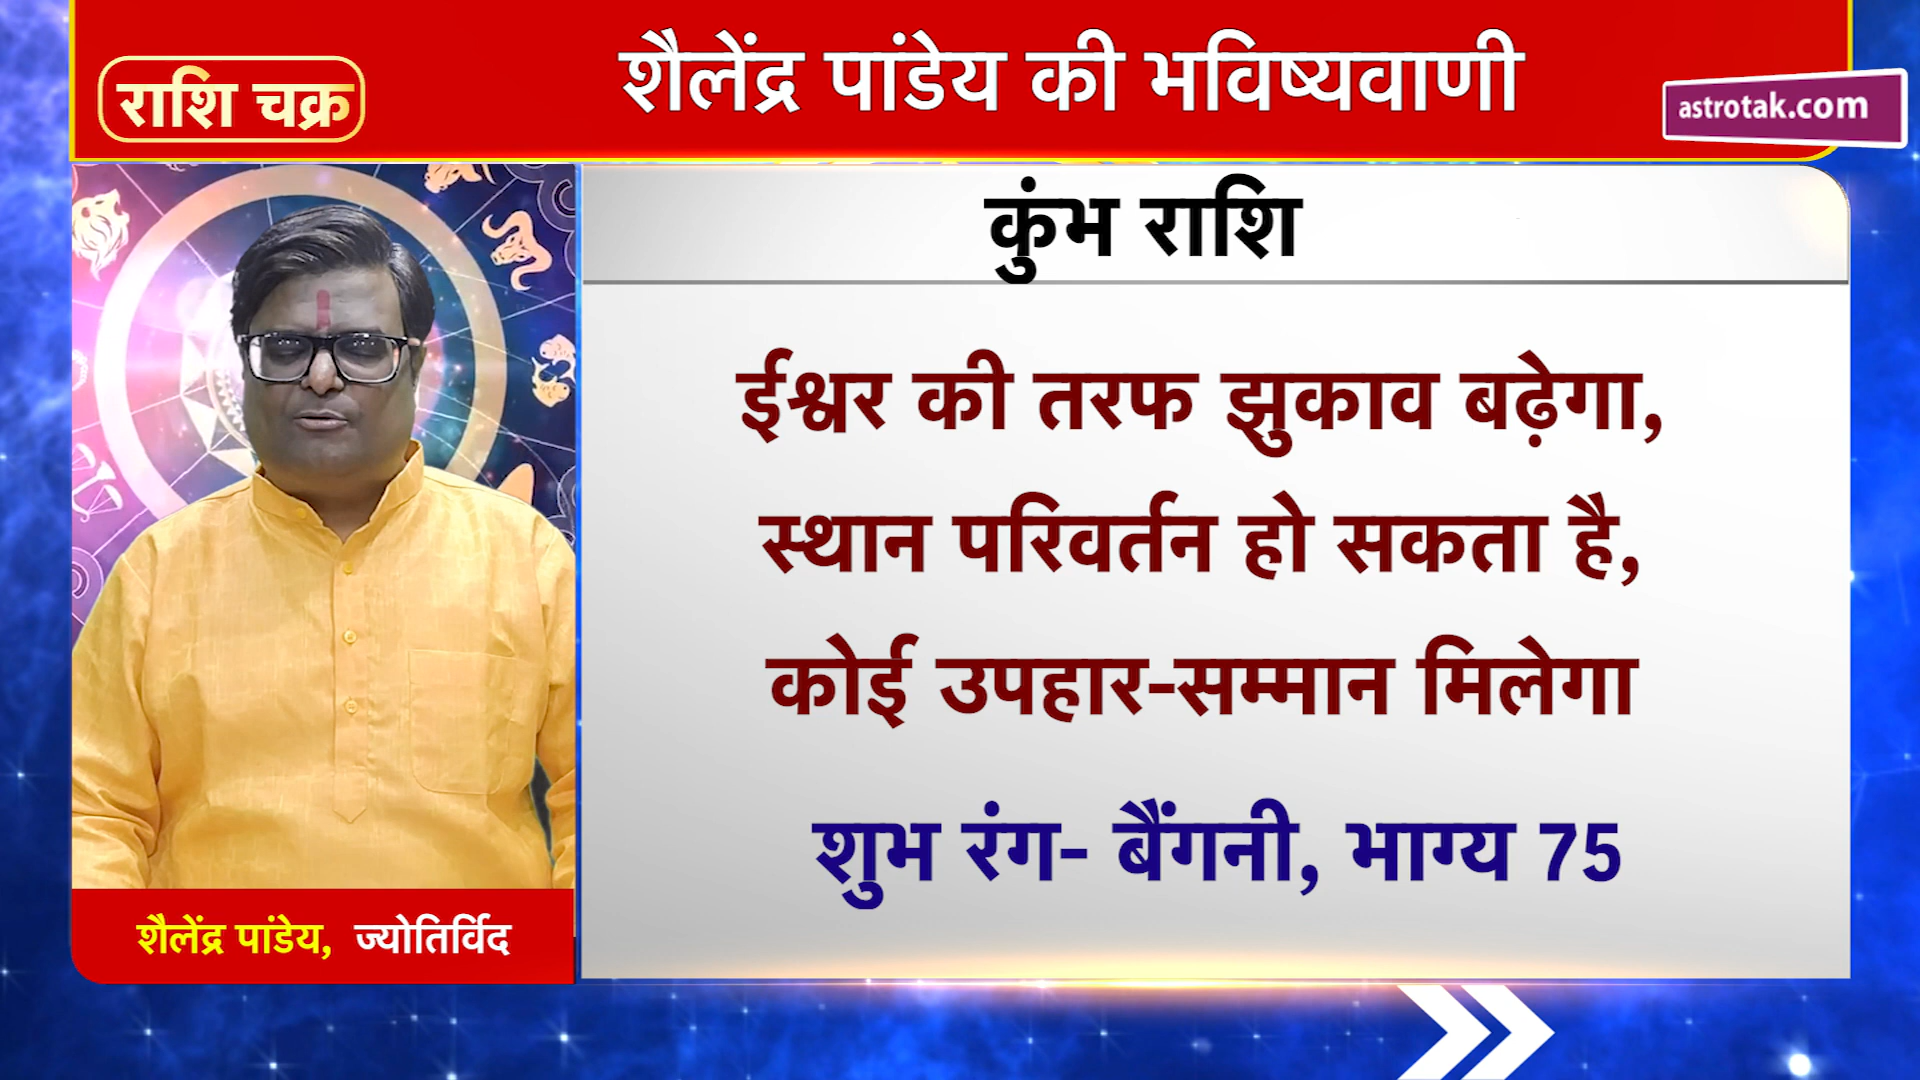 राशि चक्र
शैलेंद्र पांडेय की भविष्यवाणी
astrotak.com
कुंभ राशि
ईश्वर की तरफ झुकाव बढ़ेगा,
स्थान परिवर्तन हो सकता है,
कोई उपहार-सम्मान मिलेगा
शुभ रंग- बैंगनी, भाग्य 75
शैलेंद्र पांडेय, ज्योतिर्विद